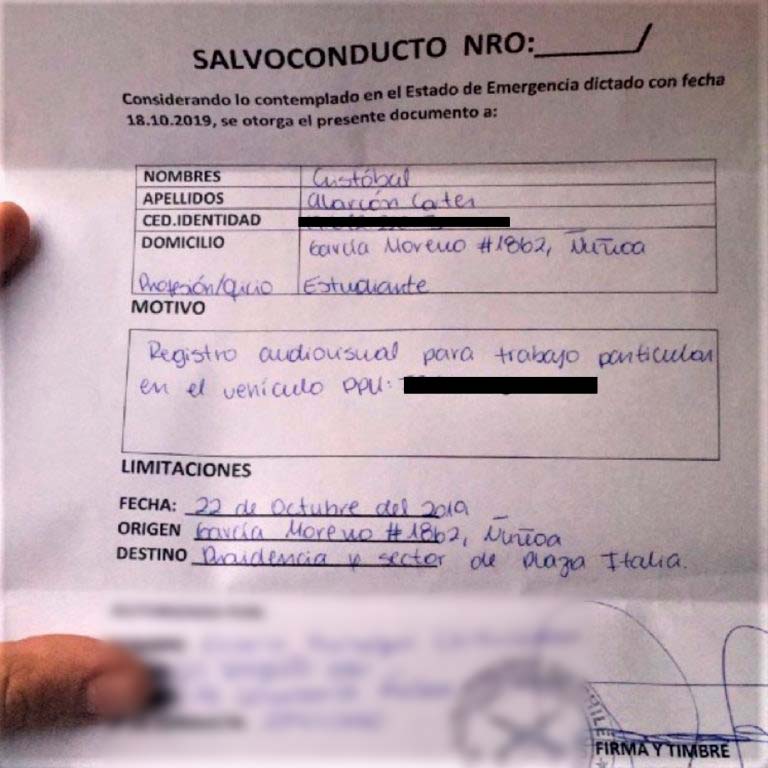 SALVOCONDUCTO NRO:______/
Considerando lo contemplado en el Estado de Emergencia dictado con fecha
18.10.2019, se otorga el presente documento a:
NOMBRES Cristóbal
APELLIDOS Alarcón
CED.IDENTIDAD
DOMICILIO García Moreno #1862, Ñuñoa
Profesión/Oficio Estudiante
MOTIVO
Registro audiovisual para trabajo particular
en el vehículo PPU:
LIMITACIONES
FECHA: 22 de Octubre del 2019
ORIGEN García Moreno #1862, Ñuñoa
DESTINO Providencia y sector de Plaza Italia.
FIRMA Y TIMBRE